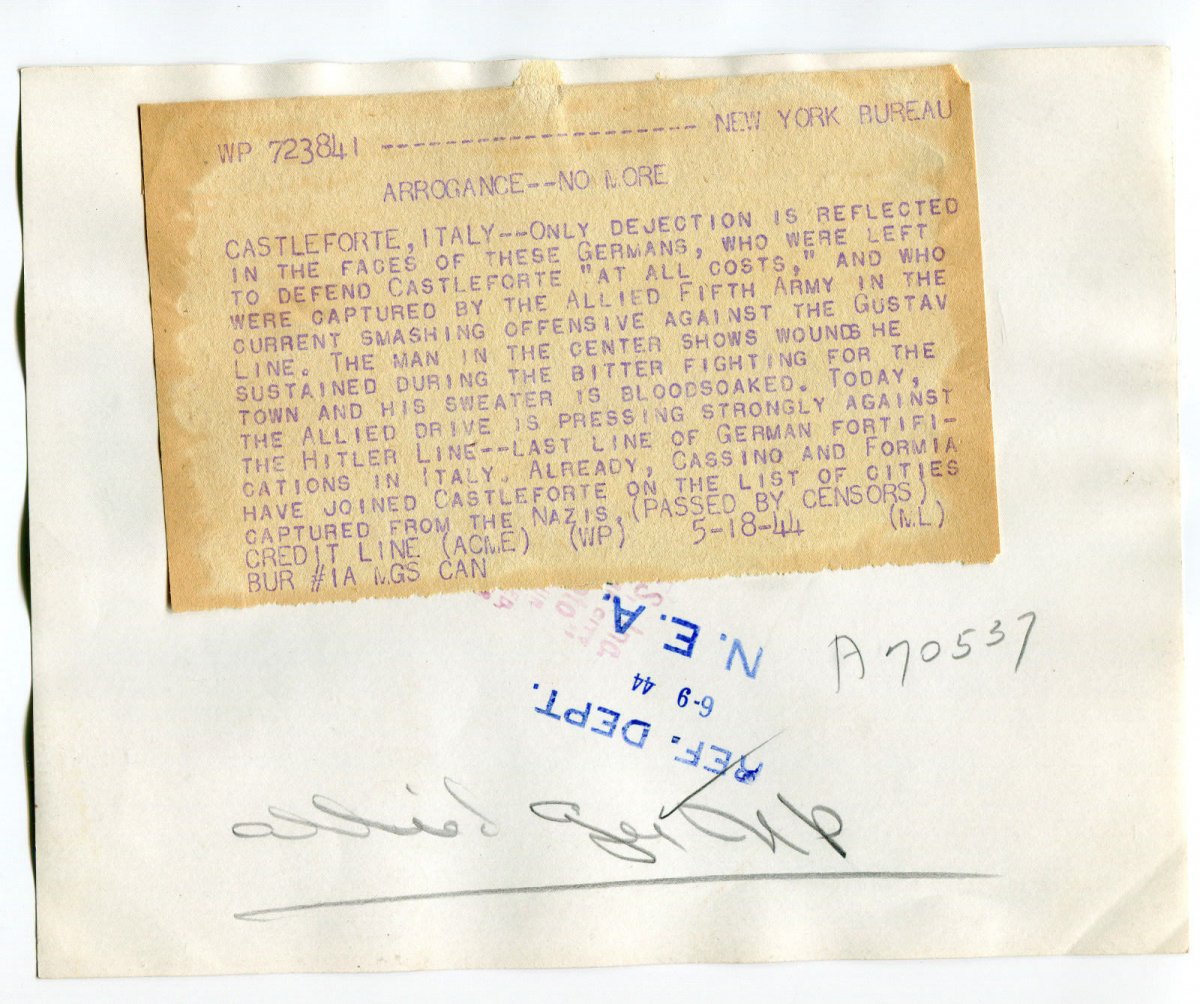 WP 723841 -------------------- NEW YORK BUREAU
ARROGANCE--NO MORE
CASTLEFORTE, ITALY--ONLY DEJECTION IS REFLECTED
IN THE FACES OF THESE GERMANS, WHO WERE LEFT
TO DEFEND CASTLEFORTE "AT ALL COSTS," AND WHO
WERE CAPTURED BY THE ALLIED FIFTH ARMY IN THE
CURRENT SMASHING OFFENSIVE AGAINST THE GUSTAV
LINE. THE MAN IN THE CENTER SHOWS WOUNDS HE
SUSTAINED DURING THE BITTER FIGHTING FOR THE
TOWN AND HIS SWEATER IS BLOODSOAKED. TODAY,
THE ALLIED DRIVE IS PRESSING STRONGLY AGAINST
THE HITLER LINE--LAST LINE OF GERMAN FORTIFI-
CATIONS IN ITALY. ALREADY, CASSINO AND FORMIA
HAVE JOINED CASTLEFORTE ON THE LIST OF CITIES
CAPTURED FROM THE NAZIS. (PASSED BY CENSORS)
CREDIT LINE (ACME) (WP) 5-18-44 (ML)
BUR #1A MGS CAN
A70537
REF. DEPT.
6-9 44
N. E. A.